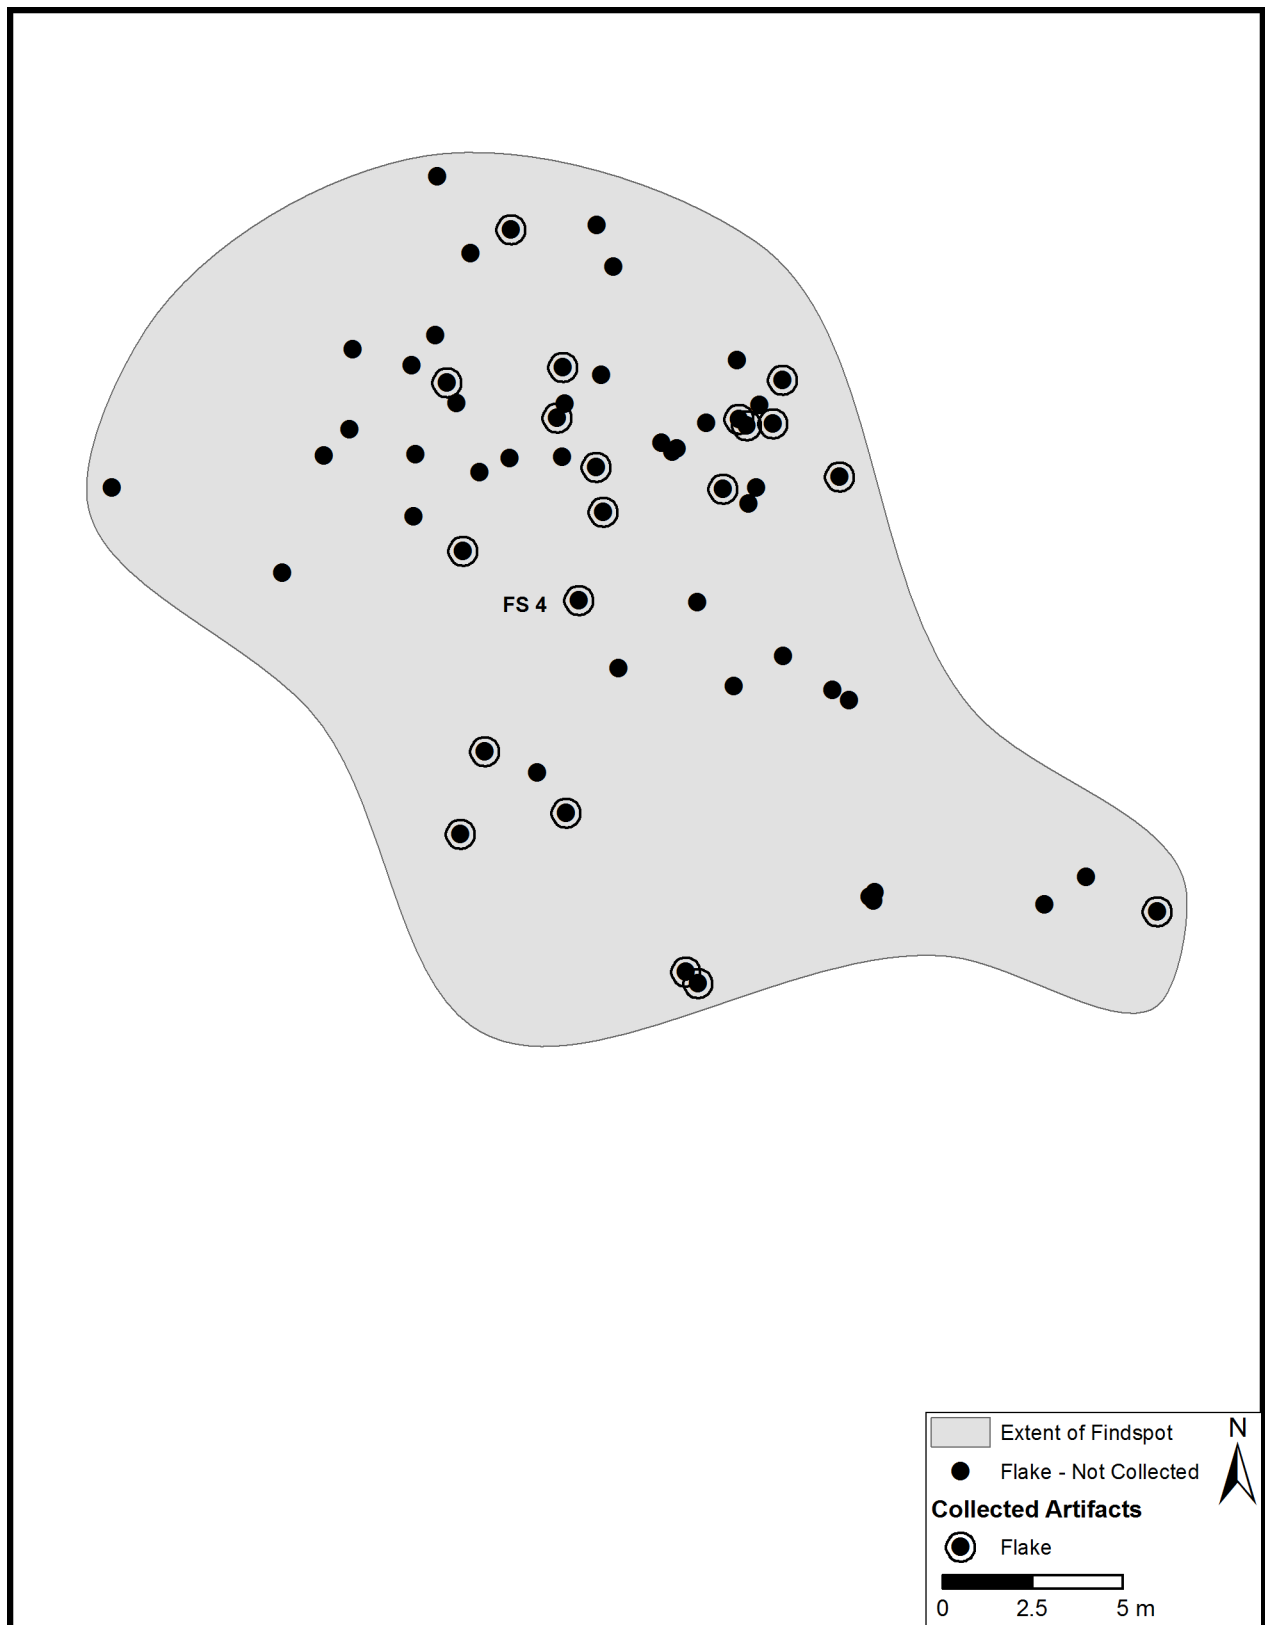 FS 4
N
Extent of Findspot
Flake - Not Collected
Collected Artifacts
Flake
0 2.5 5 m